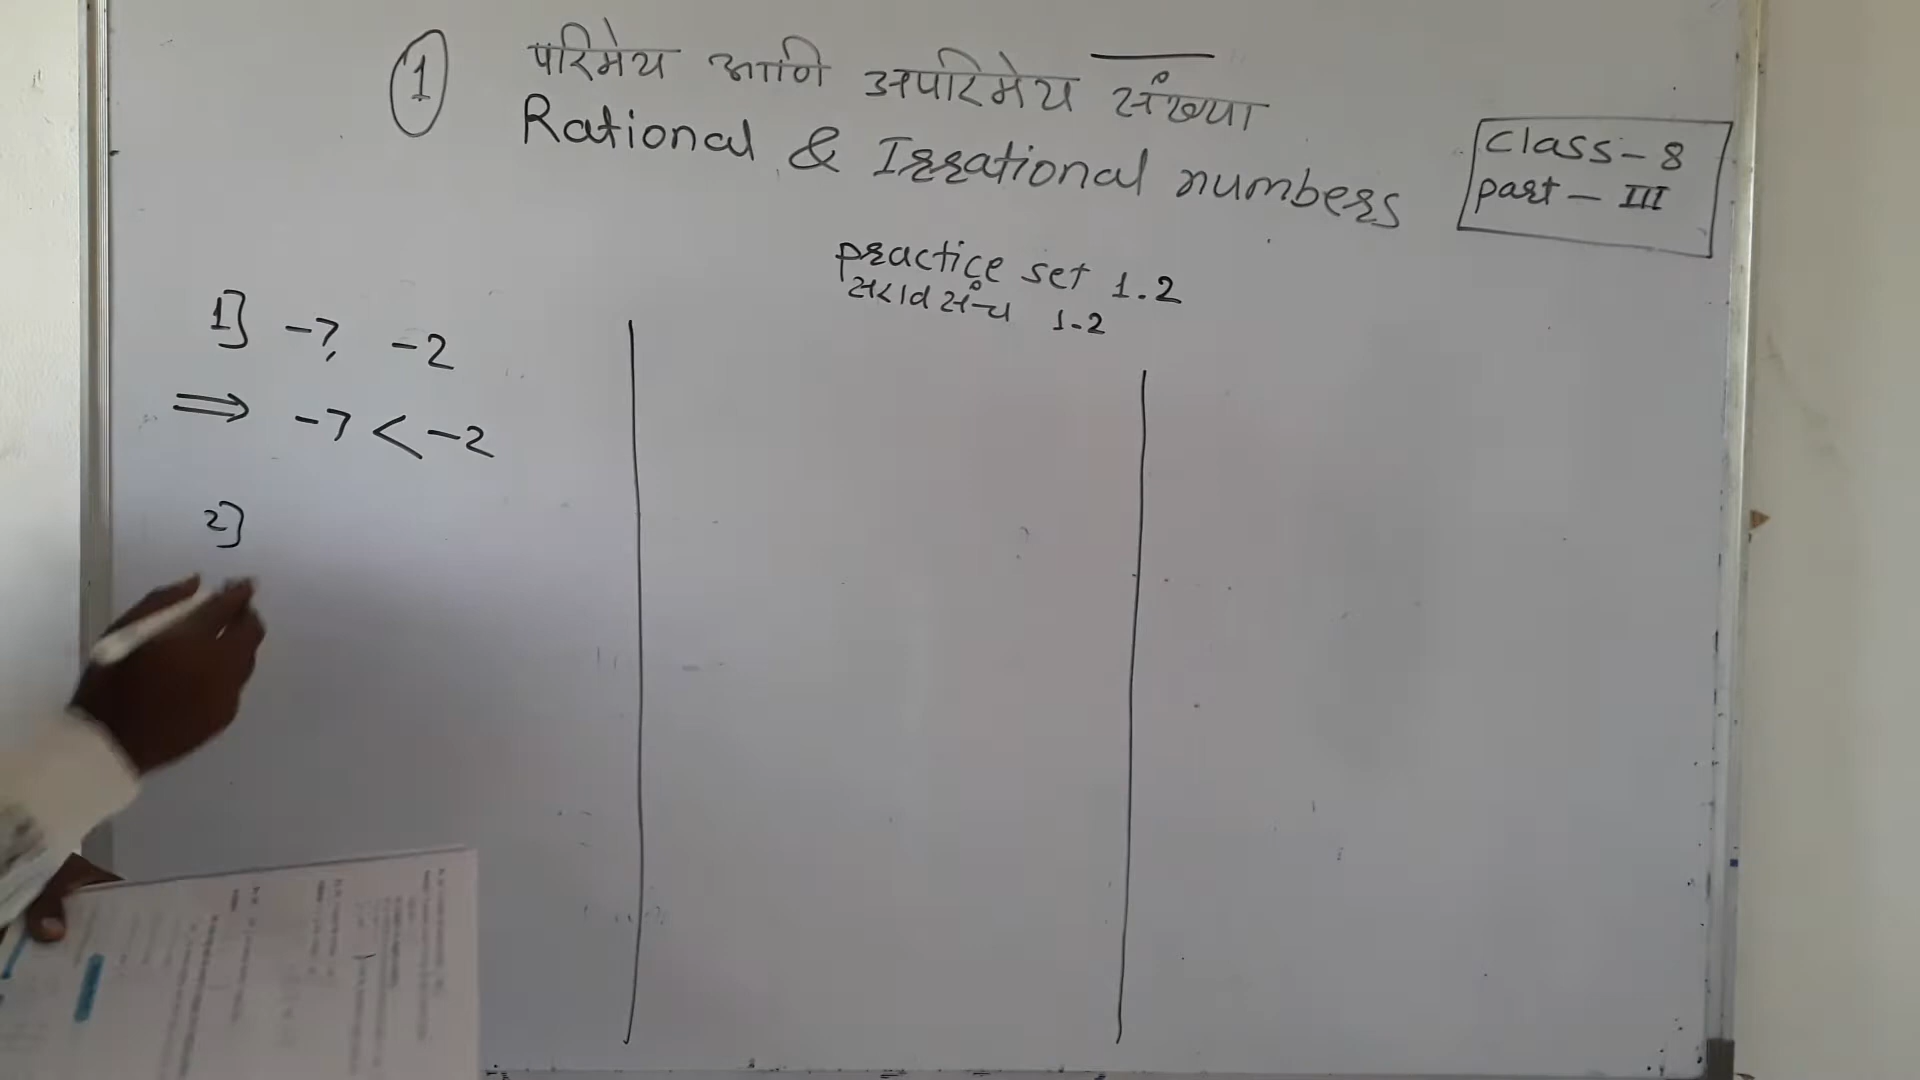 1 परिमेय आणि अपरिमेय संख्या
Rational & Irrational numbers
Class-8
part - III
practice set 1.2
सराव संच 1-2
1] -7, -2
⇒ -7 < -2
2]